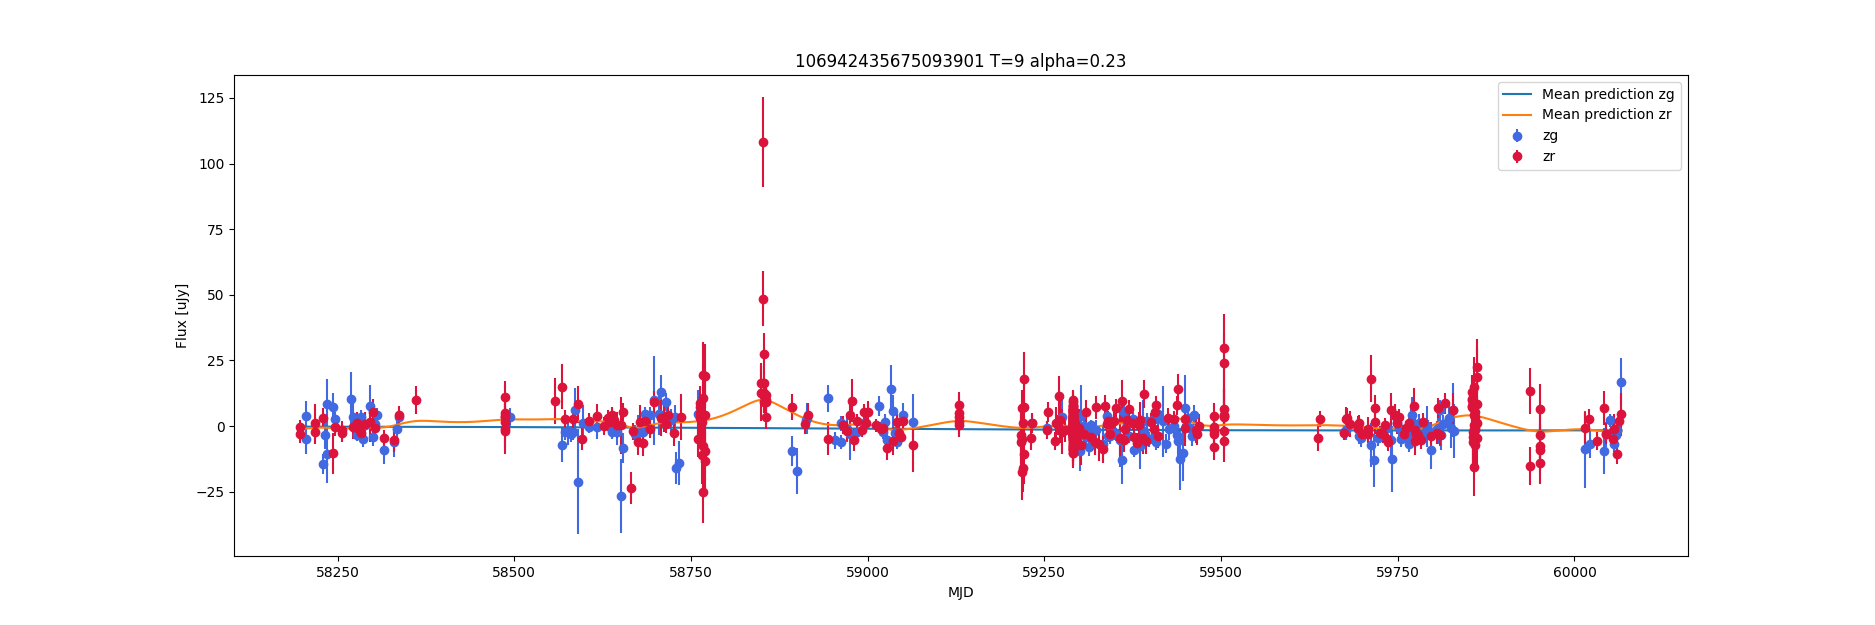 106942435675093901 T=9 alpha=0.23
Flux [uJy]
125
100
75
50
25
0
−25
Mean prediction zg
Mean prediction zr
zg
zr
58250 58500 58750 59000 59250 59500 59750 60000
MJD